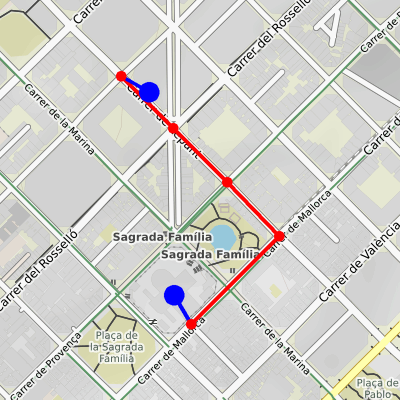 Carrer del Rosselló
Carrer de
Carrer de la Marina
Carrer de Lepant
Carrer de
Carrer de Mallorca
Sagrada Família
Sagrada Família
Carrer del Rosselló
Carrer de València
Plaça de
la Sagrada
Família
Carrer de Mallorca
Carrer de la Marina
Carrer de Provença
Plaça de
Pablo